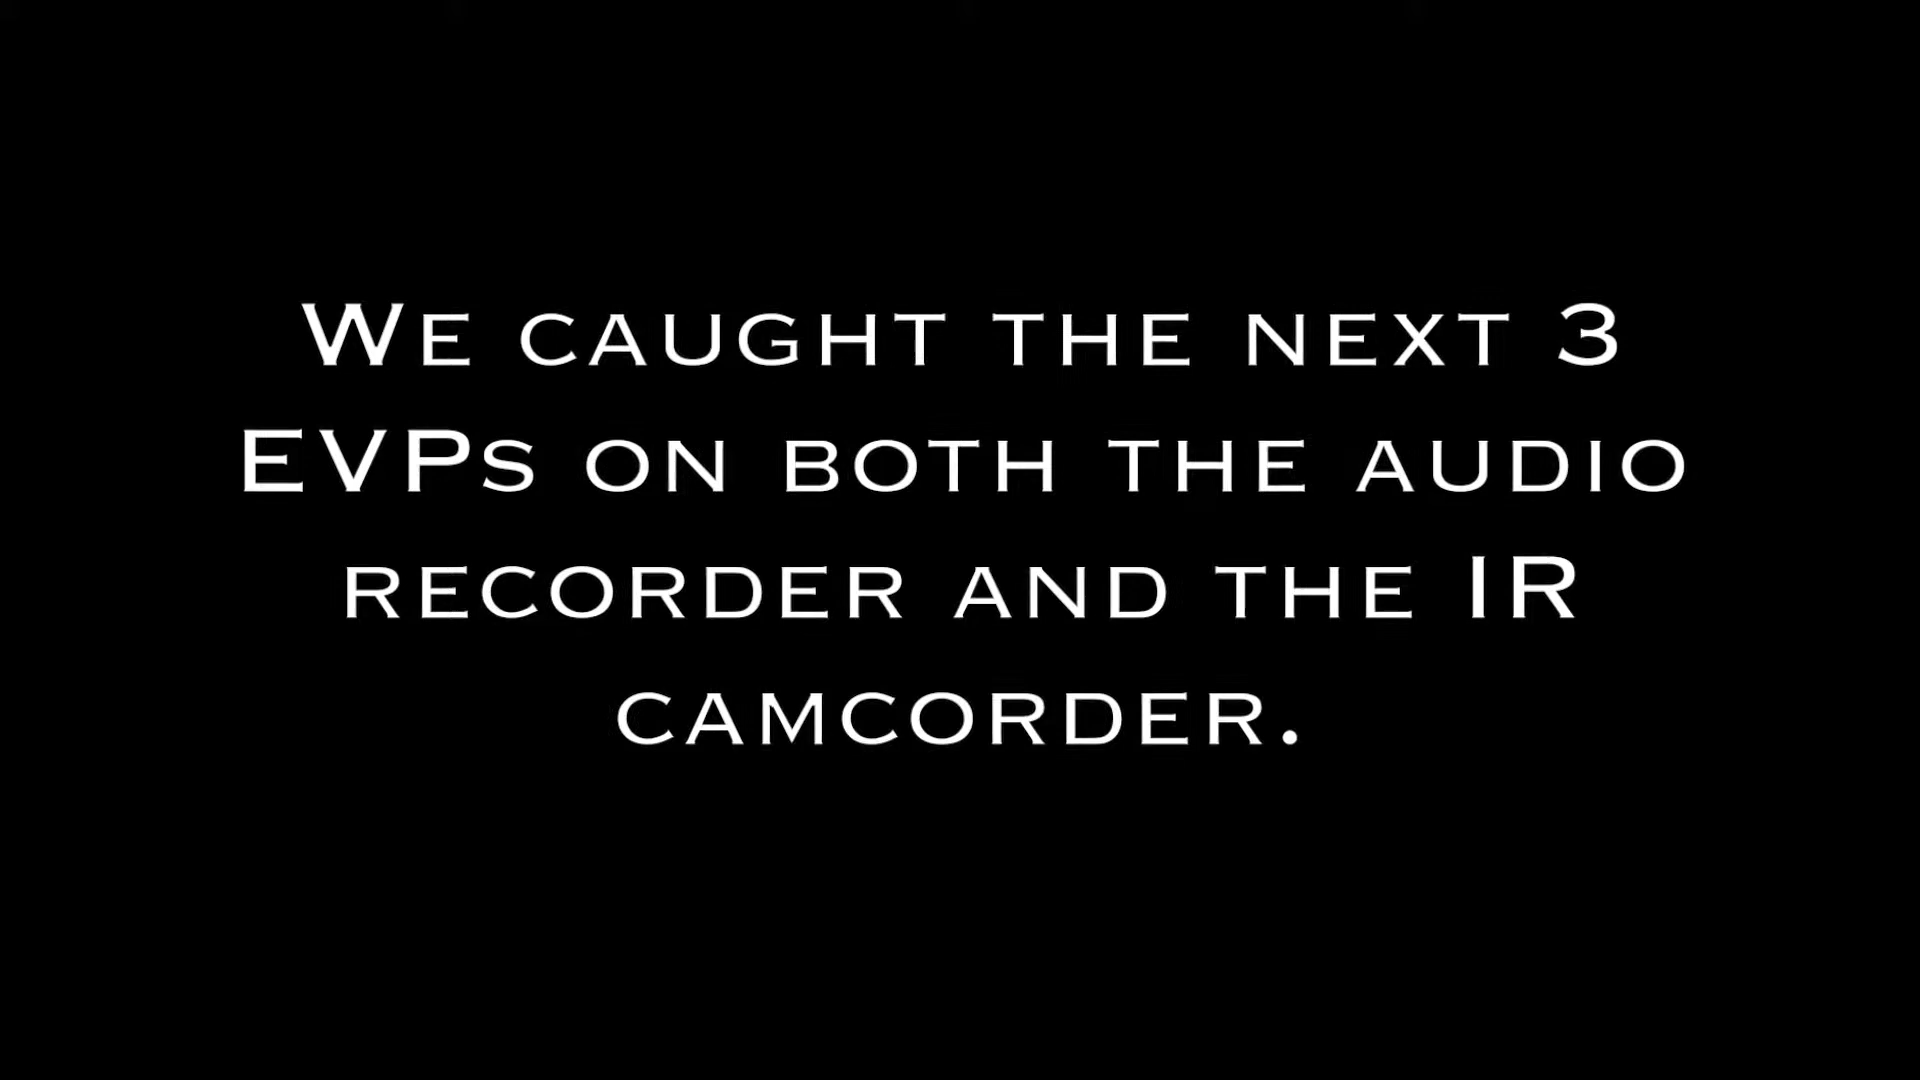 We caught the next 3
EVPs on both the audio
recorder and the IR
camcorder.